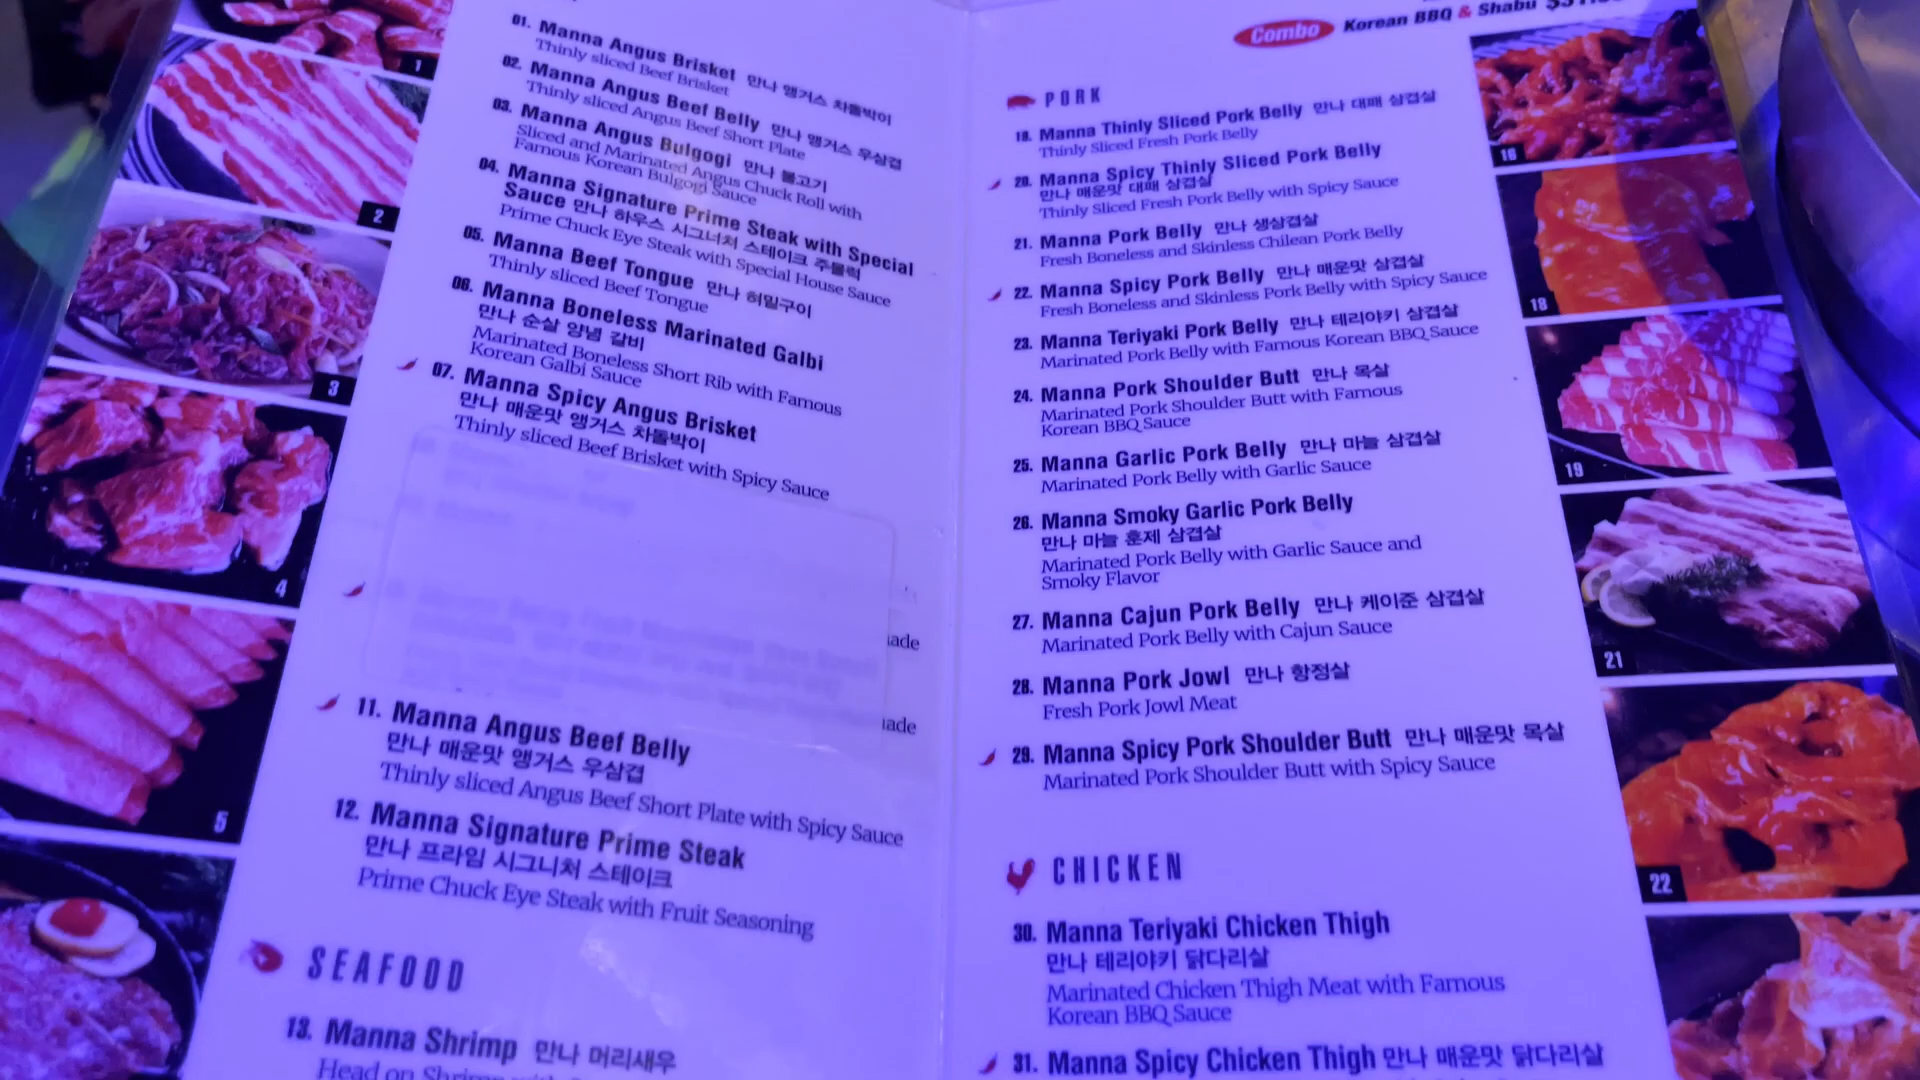 01. Manna Angus Brisket 만나 앵거스 차돌박이
Thinly sliced Beef Brisket
02. Manna Angus Beef Belly 만나 앵거스 우삼겹
Thinly sliced Angus Beef Short Plate
03. Manna Angus Bulgogi 만나 불고기
Sliced and Marinated Angus Chuck Roll with
Famous Korean Bulgogi Sauce
04. Manna Signature Prime Steak with Special
Sauce 만나 하우스 시그너처 스테이크 주물럭
Prime Chuck Eye Steak with Special House Sauce
05. Manna Beef Tongue 만나 혀밑구이
Thinly sliced Beef Tongue
06. Manna Boneless Marinated Galbi
만나 순살 양념 갈비
Marinated Boneless Short Rib with Famous
Korean Galbi Sauce
07. Manna Spicy Angus Brisket
만나 매운맛 앵거스 차돌박이
Thinly sliced Beef Brisket with Spicy Sauce
ade
ade
11. Manna Angus Beef Belly
만나 매운맛 앵거스 우삼겹
Thinly sliced Angus Beef Short Plate with Spicy Sauce
12. Manna Signature Prime Steak
만나 프라임 시그니처 스테이크
Prime Chuck Eye Steak with Fruit Seasoning
SEAFOOD
13. Manna Shrimp 만나 머리새우
Head on Shrimp
Combo Korean BBQ & Shabu
PORK
18. Manna Thinly Sliced Pork Belly 만나 대패 삼겹살
Thinly Sliced Fresh Pork Belly
20. Manna Spicy Thinly Sliced Pork Belly
만나 매운맛 대패 삼겹살
Thinly Sliced Fresh Pork Belly with Spicy Sauce
21. Manna Pork Belly 만나 생삼겹살
Fresh Boneless and Skinless Chilean Pork Belly
22. Manna Spicy Pork Belly 만나 매운맛 삼겹살
Fresh Boneless and Skinless Pork Belly with Spicy Sauce
23. Manna Teriyaki Pork Belly 만나 테리야키 삼겹살
Marinated Pork Belly with Famous Korean BBQ Sauce
24. Manna Pork Shoulder Butt 만나 목살
Marinated Pork Shoulder Butt with Famous
Korean BBQ Sauce
25. Manna Garlic Pork Belly 만나 마늘 삼겹살
Marinated Pork Belly with Garlic Sauce
26. Manna Smoky Garlic Pork Belly
만나 마늘 훈제 삼겹살
Marinated Pork Belly with Garlic Sauce and
Smoky Flavor
27. Manna Cajun Pork Belly 만나 케이준 삼겹살
Marinated Pork Belly with Cajun Sauce
28. Manna Pork Jowl 만나 항정살
Fresh Pork Jowl Meat
29. Manna Spicy Pork Shoulder Butt 만나 매운맛 목살
Marinated Pork Shoulder Butt with Spicy Sauce
CHICKEN
30. Manna Teriyaki Chicken Thigh
만나 테리야키 닭다리살
Marinated Chicken Thigh Meat with Famous
Korean BBQ Sauce
31. Manna Spicy Chicken Thigh 만나 매운맛 닭다리살
1
2
3
4
5
16
18
19
21
22